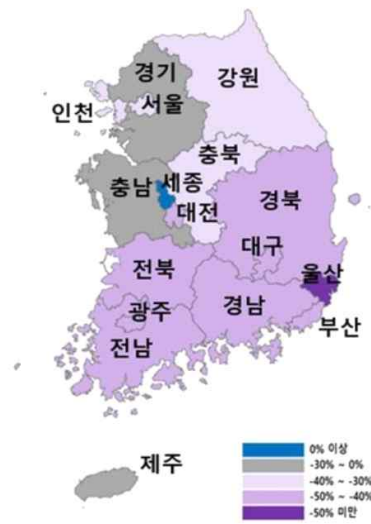 경기
강원
서울
인천
충북
충남
세종
경북
대전
대구
전북
울산
경남
광주
부산
전남
제주
0% 이상
-30% ~ 0%
-40% ~ -30%
-50% ~ -40%
-50% 미만